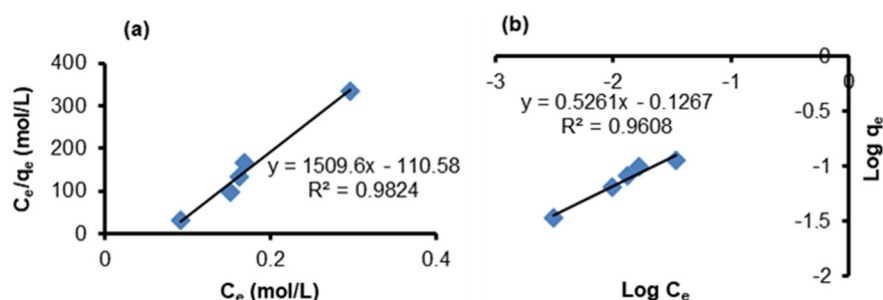 (a)
400
300
200
100
0
0
0.2
0.4
Cₑ/qₑ (mol/L)
y = 1509.6x - 110.58
R² = 0.9824
Cₑ (mol/L)
(b)
-3
-2
-1
0
0
-0.5
-1
-1.5
-2
y = 0.5261x - 0.1267
R² = 0.9608
Log qₑ
Log Cₑ